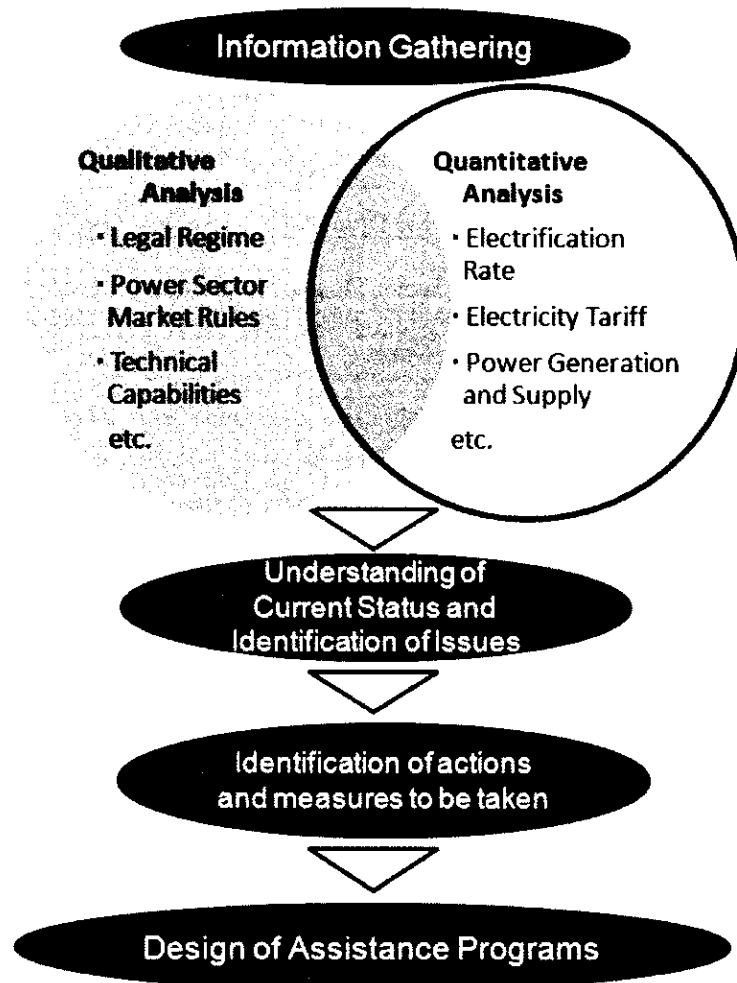 Information Gathering
Qualitative
Analysis
· Legal Regime
· Power Sector
Market Rules
· Technical
Capabilities
etc.
Quantitative
Analysis
· Electrification
Rate
· Electricity Tariff
· Power Generation
and Supply
etc.
Understanding of
Current Status and
Identification of Issues
Identification of actions
and measures to be taken
Design of Assistance Programs